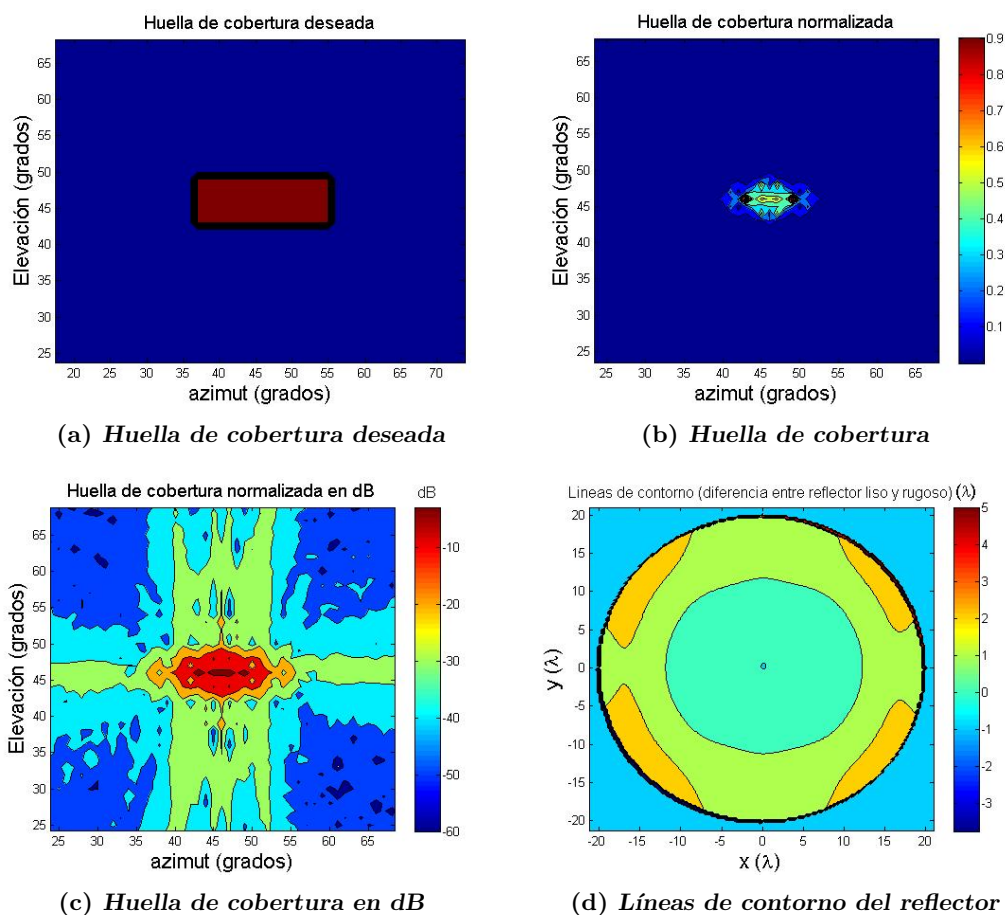 Huella de cobertura deseada
Elevación (grados)
65
60
55
50
45
40
35
30
25
20 25 30 35 40 45 50 55 60 65 70
azimut (grados)
(a) Huella de cobertura deseada
Huella de cobertura normalizada
65
60
55
50
45
40
35
30
25
Elevación (grados)
25 30 35 40 45 50 55 60 65
azimut (grados)
0.9
0.8
0.7
0.6
0.5
0.4
0.3
0.2
0.1
(b) Huella de cobertura
Huella de cobertura normalizada en dB
dB
Elevación (grados)
65
60
55
50
45
40
35
30
25
25 30 35 40 45 50 55 60 65
azimut (grados)
-10
-20
-30
-40
-50
-60
(c) Huella de cobertura en dB
Lineas de contorno (diferencia entre reflector liso y rugoso) (λ)
y (λ)
20
15
10
5
0
-5
-10
-15
-20
-20 -15 -10 -5 0 5 10 15 20
x (λ)
5
4
3
2
1
0
-1
-2
-3
(d) Líneas de contorno del reflector